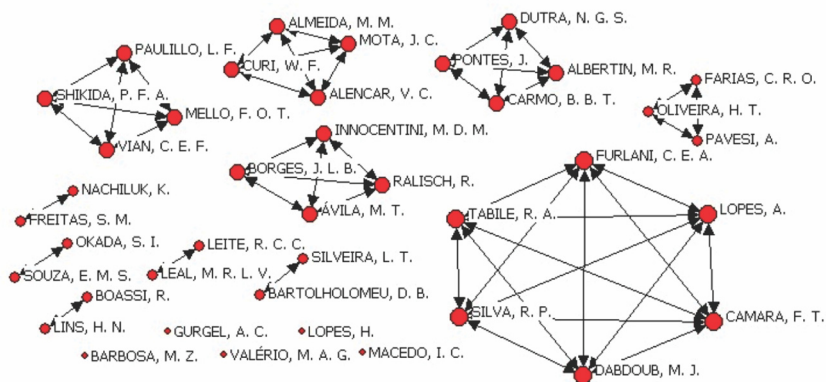 ALMEIDA, M. M.
DUTRA, N. G. S.
PAULILLO, L. F.
MOTA, J. C.
CURI, W. F.
PONTES, J.
ALBERTIN, M. R.
FARIAS, C. R. O.
SHIKIDA, P. F. A.
ALENCAR, V. C.
CARMO, B. B. T.
OLIVEIRA, H. T.
MELLO, F. O. T.
INNOCENTINI, M. D. M.
PAVESI, A.
VIAN, C. E. F.
FURLANI, C. E. A.
BORGES, J. L. B.
RALISCH, R.
NACHILUK, K.
ÁVILA, M. T.
TABILE, R. A.
LOPES, A.
FREITAS, S. M.
OKADA, S. I.
LEITE, R. C. C.
SILVEIRA, L. T.
SOUZA, E. M. S.
LEAL, M. R. L. V.
BARTOLHOLOMEU, D. B.
BOASSI, R.
SILVA, R. P.
CAMARA, F. T.
LINS, H. N.
GURGEL, A. C.
LOPES, H.
BARBOSA, M. Z.
VALÉRIO, M. A. G.
MACEDO, I. C.
DABDOUB, M. J.